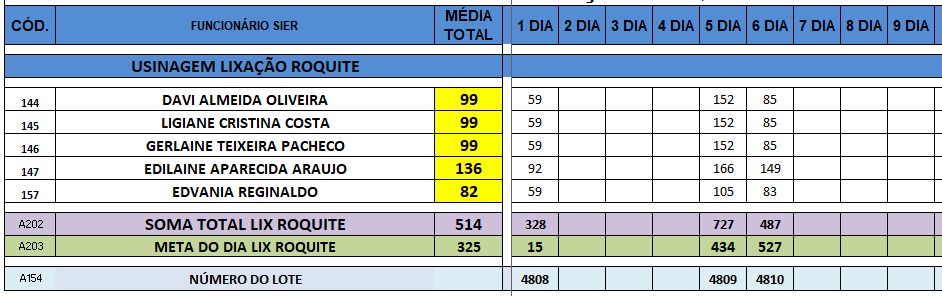 CÓD. FUNCIONÁRIO SIER MÉDIA TOTAL 1 DIA 2 DIA 3 DIA 4 DIA 5 DIA 6 DIA 7 DIA 8 DIA 9 DIA
USINAGEM LIXAÇÃO ROQUITE
144 DAVI ALMEIDA OLIVEIRA 99 59 152 85
145 LIGIANE CRISTINA COSTA 99 59 152 85
146 GERLAINE TEIXEIRA PACHECO 99 59 152 85
147 EDILAINE APARECIDA ARAUJO 136 92 166 149
157 EDVANIA REGINALDO 82 59 105 83
A202 SOMA TOTAL LIX ROQUITE 514 328 727 487
A203 META DO DIA LIX ROQUITE 325 15 434 527
A154 NÚMERO DO LOTE 4808 4809 4810